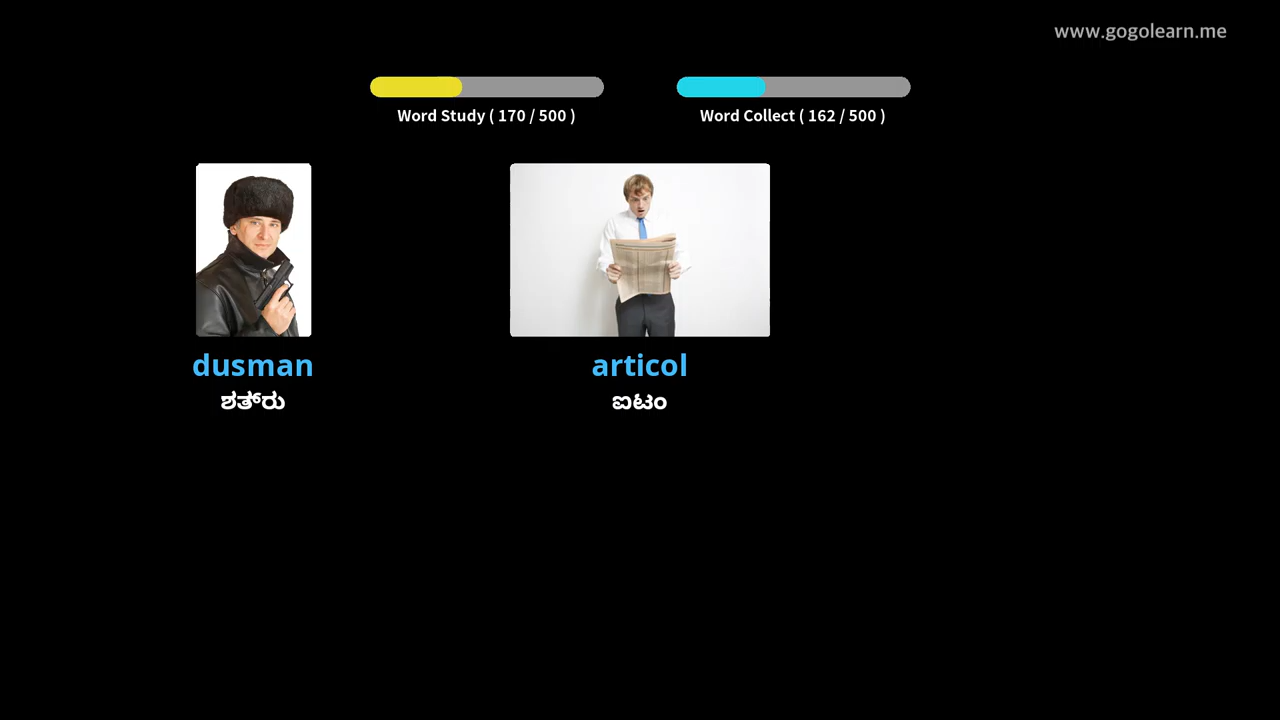 www.gogolearn.me
Word Study ( 170 / 500 )
Word Collect ( 162 / 500 )
dusman
articol
ಶತ್ರು
ಐಟಂ